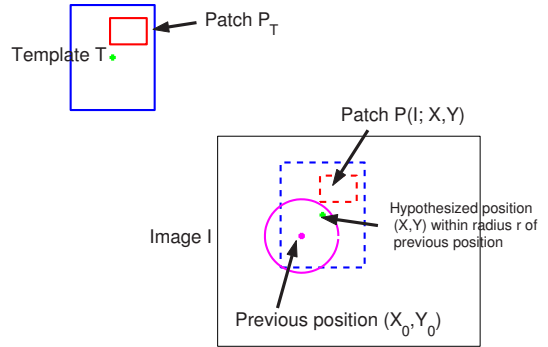 Patch P_T
Template T
Patch P(I; X,Y)
Hypothesized position
(X,Y) within radius r of
previous position
Image I
Previous position (X_0,Y_0)